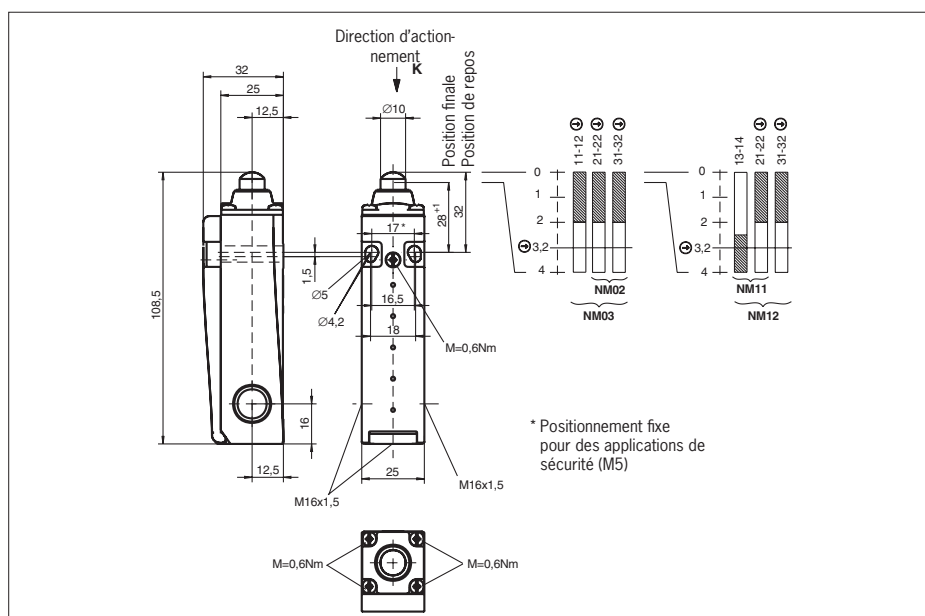 Direction d'action-
nement
K
32
25
12,5
Ø10
Position finale
Position de repos
28+1
32
17*
1,5
Ø5
Ø4,2
16,5
18
M=0,6Nm
108,5
16
12,5
25
M16x1,5
M16x1,5
M=0,6Nm
M=0,6Nm
11-12
21-22
31-32
0
1
2
3,2
4
NM02
NM03
13-14
21-22
31-32
0
1
2
3,2
4
NM11
NM12
* Positionnement fixe
pour des applications de
sécurité (M5)